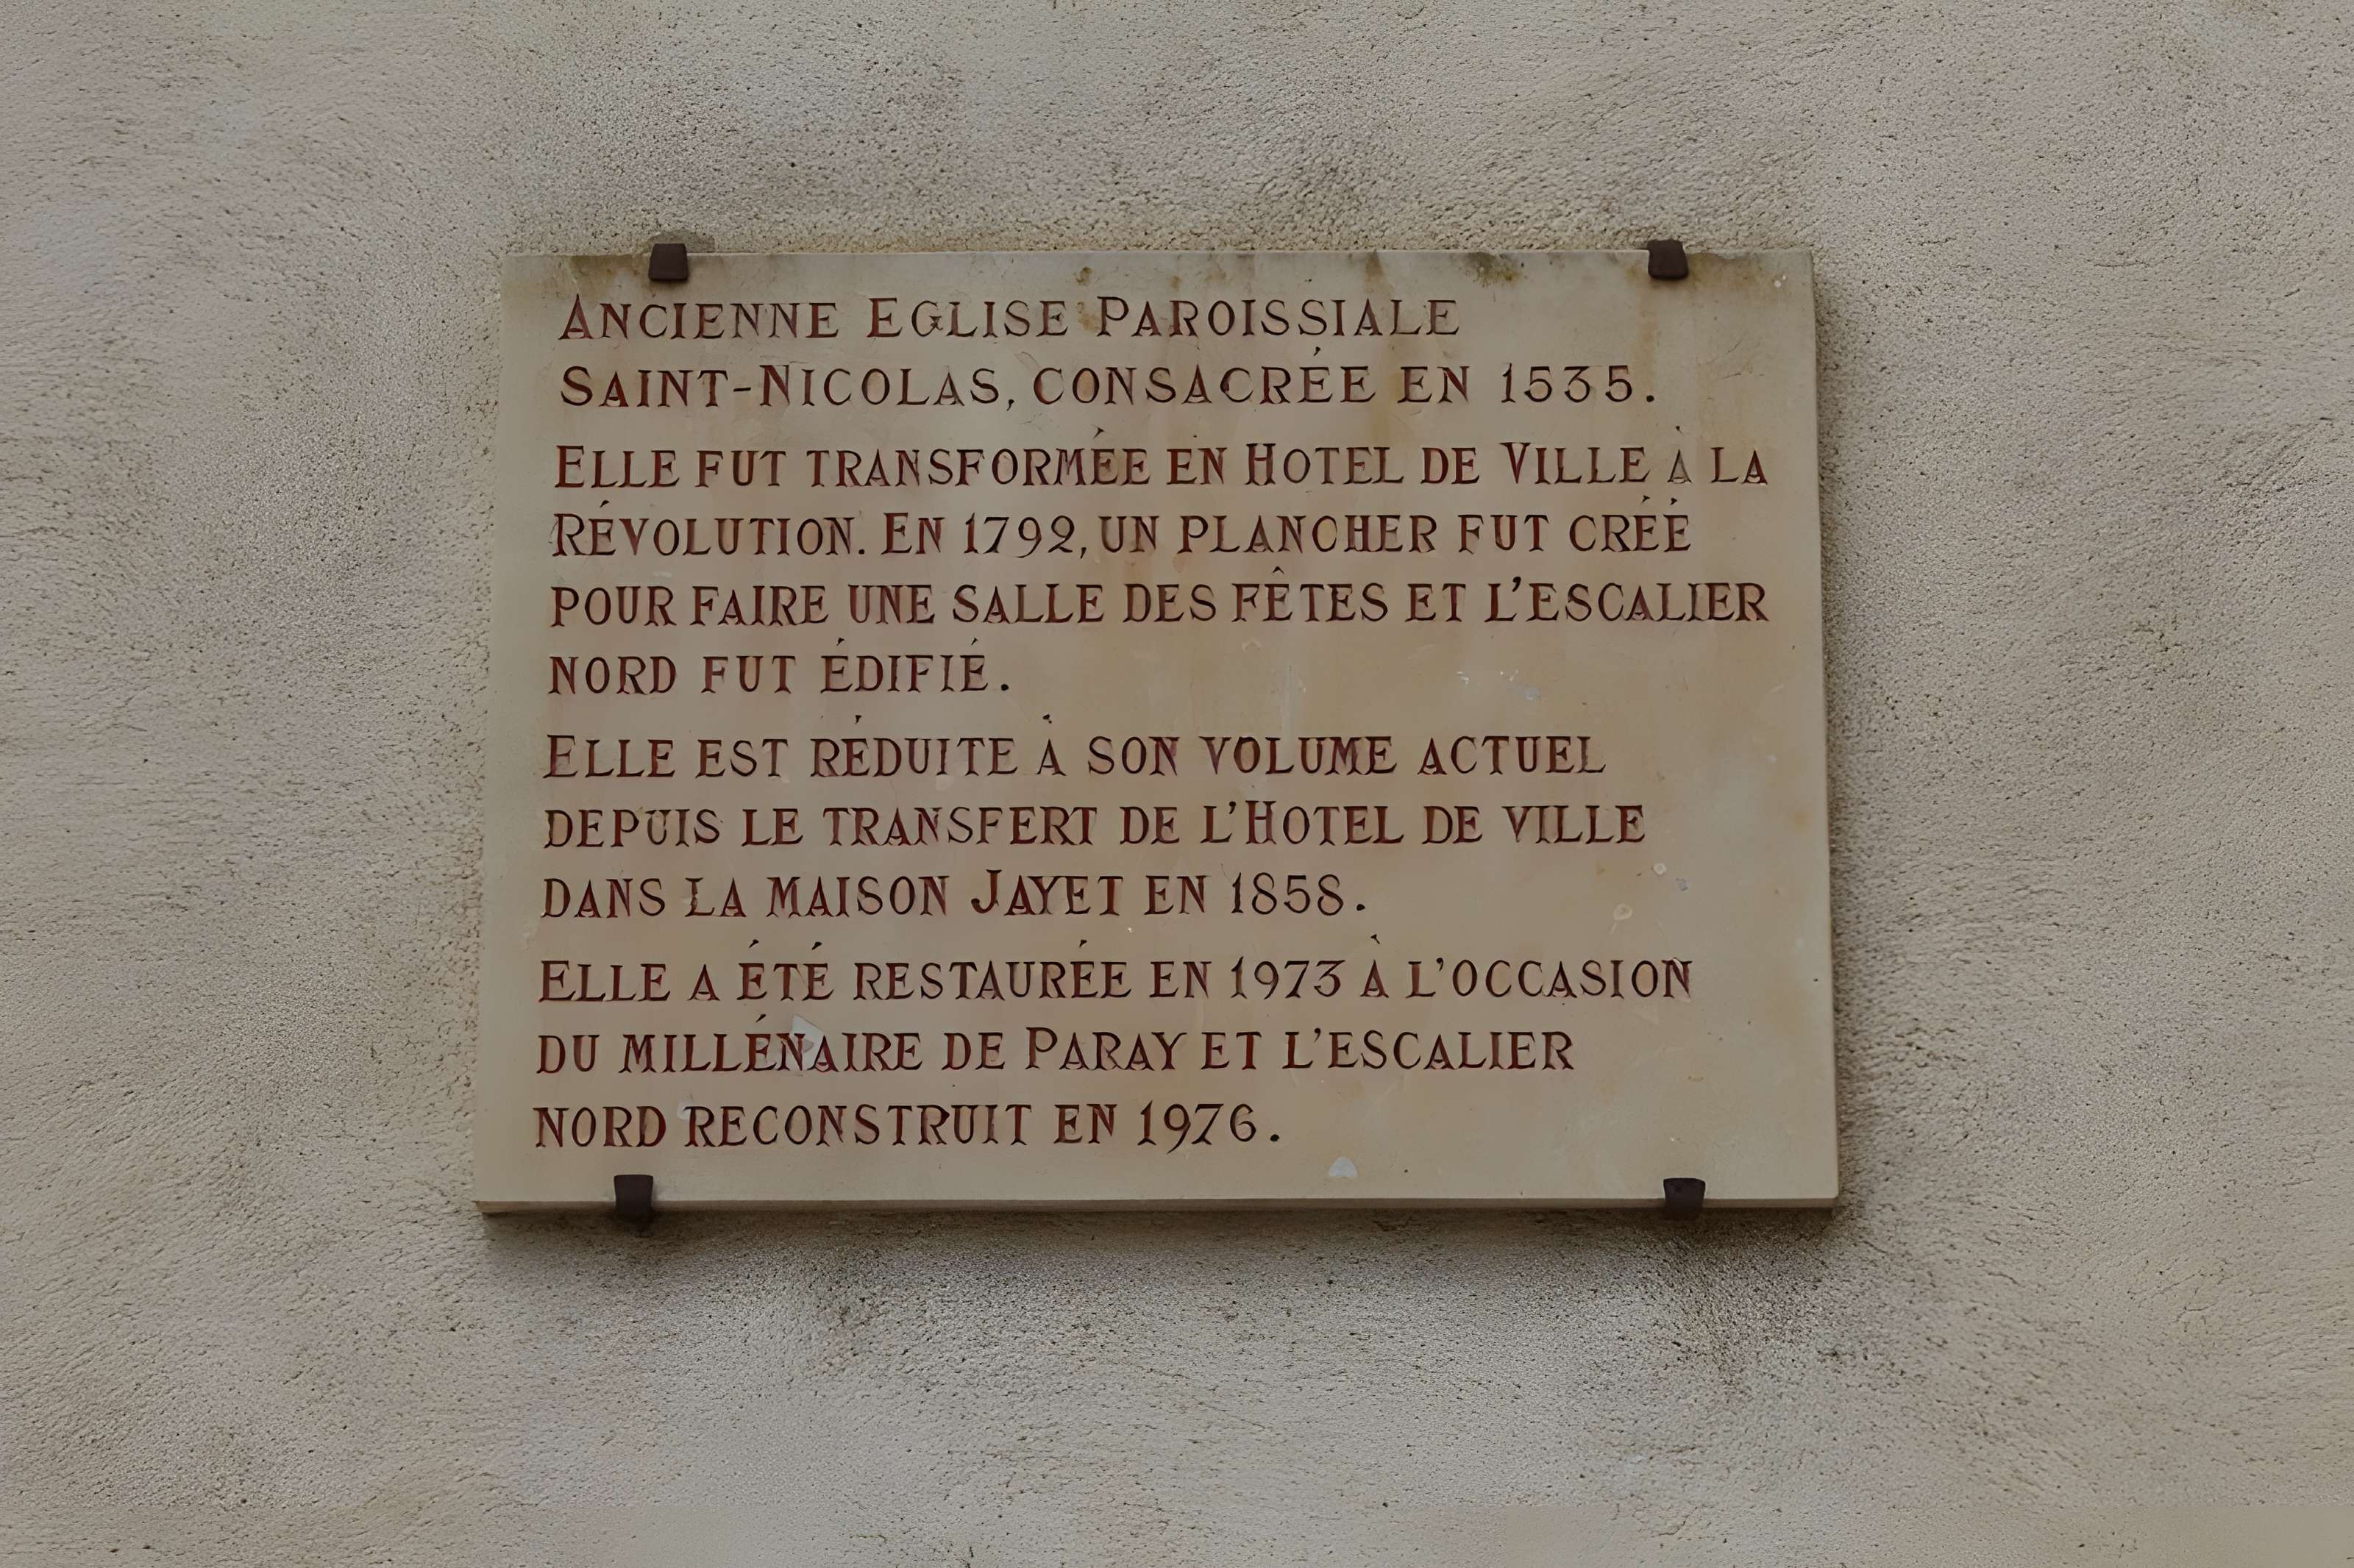 ANCIENNE EGLISE PAROISSIALE
SAINT-NICOLAS, CONSACRÉE EN 1535.
ELLE FUT TRANSFORMÉE EN HOTEL DE VILLE À LA
RÉVOLUTION. EN 1792, UN PLANCHER FUT CRÉÉ
POUR FAIRE UNE SALLE DES FÊTES ET L'ESCALIER
NORD FUT ÉDIFIÉ.
ELLE EST RÉDUITE À SON VOLUME ACTUEL
DEPUIS LE TRANSFERT DE L'HOTEL DE VILLE
DANS LA MAISON JAYET EN 1858.
ELLE A ÉTÉ RESTAURÉE EN 1973 À L'OCCASION
DU MILLÉNAIRE DE PARAY ET L'ESCALIER
NORD RECONSTRUIT EN 1976.